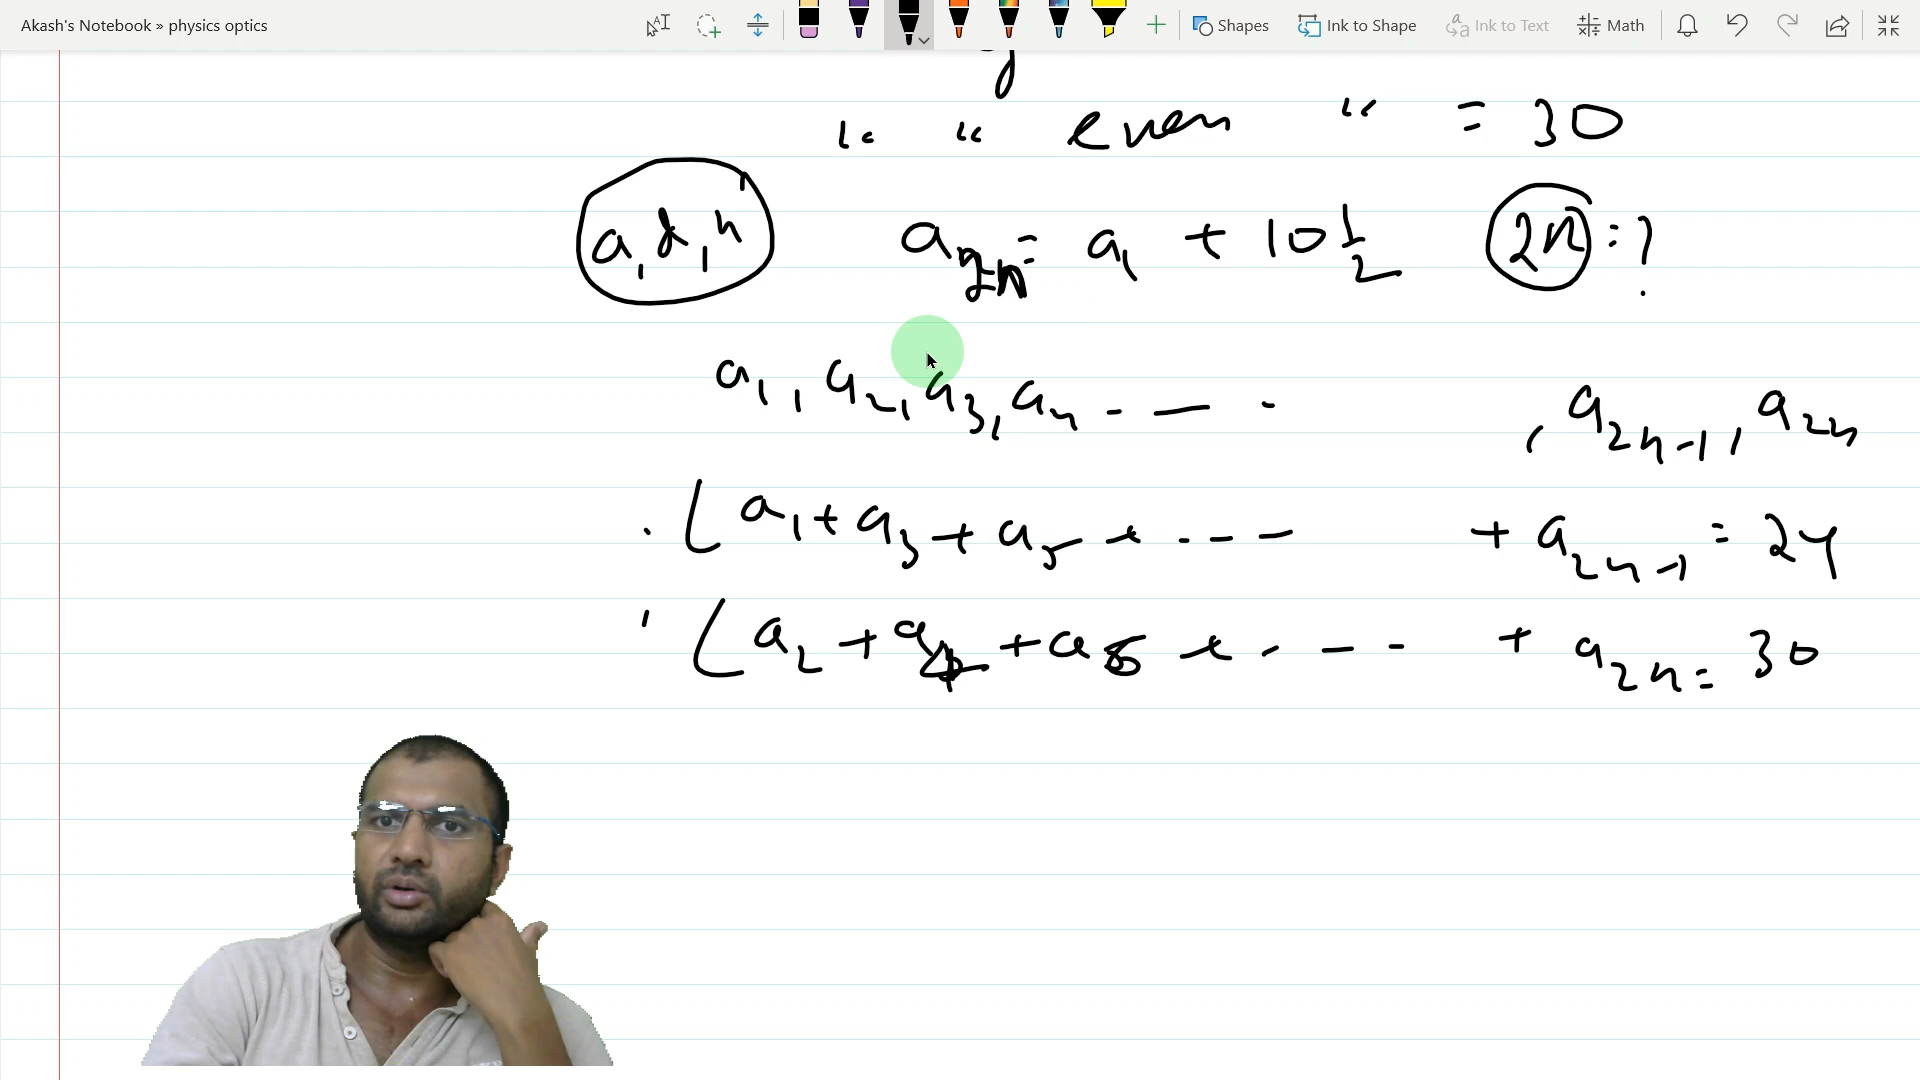 Akash's Notebook » physics optics
Shapes Ink to Shape Ink to Text Math
" " even " = 30
a, d, n a2n = a1 + 10 1/2 2n = ?
a1, a2, a3, a4 - — · , a2n-1, a2n
(a1 + a3 + a5 + - - - + a2n-1 = 24
(a2 + a4 + a6 + - - - + a2n = 30